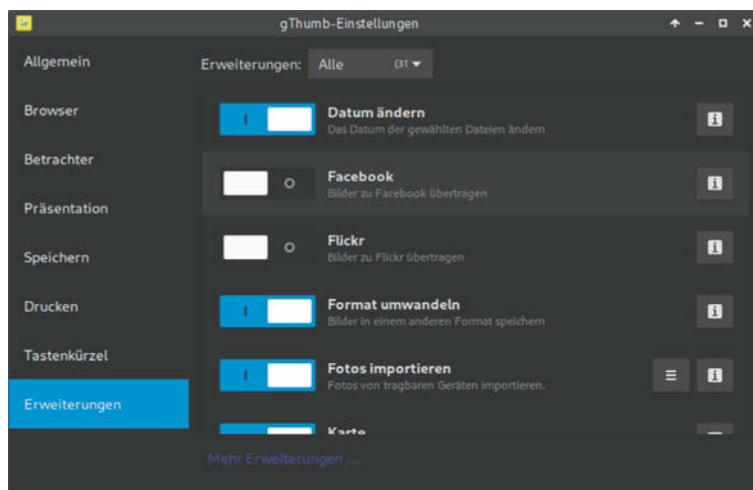 gThumb-Einstellungen
Allgemein
Browser
Betrachter
Präsentation
Speichern
Drucken
Tastenkürzel
Erweiterungen
Erweiterungen: Alle (31
Datum ändern
Das Datum der gewählten Dateien ändern
Facebook
Bilder zu Facebook übertragen
Flickr
Bilder zu Flickr übertragen
Format umwandeln
Bilder in einem anderen Format speichern
Fotos importieren
Fotos von tragbaren Geräten importieren.
Karte
Mehr Erweiterungen ...